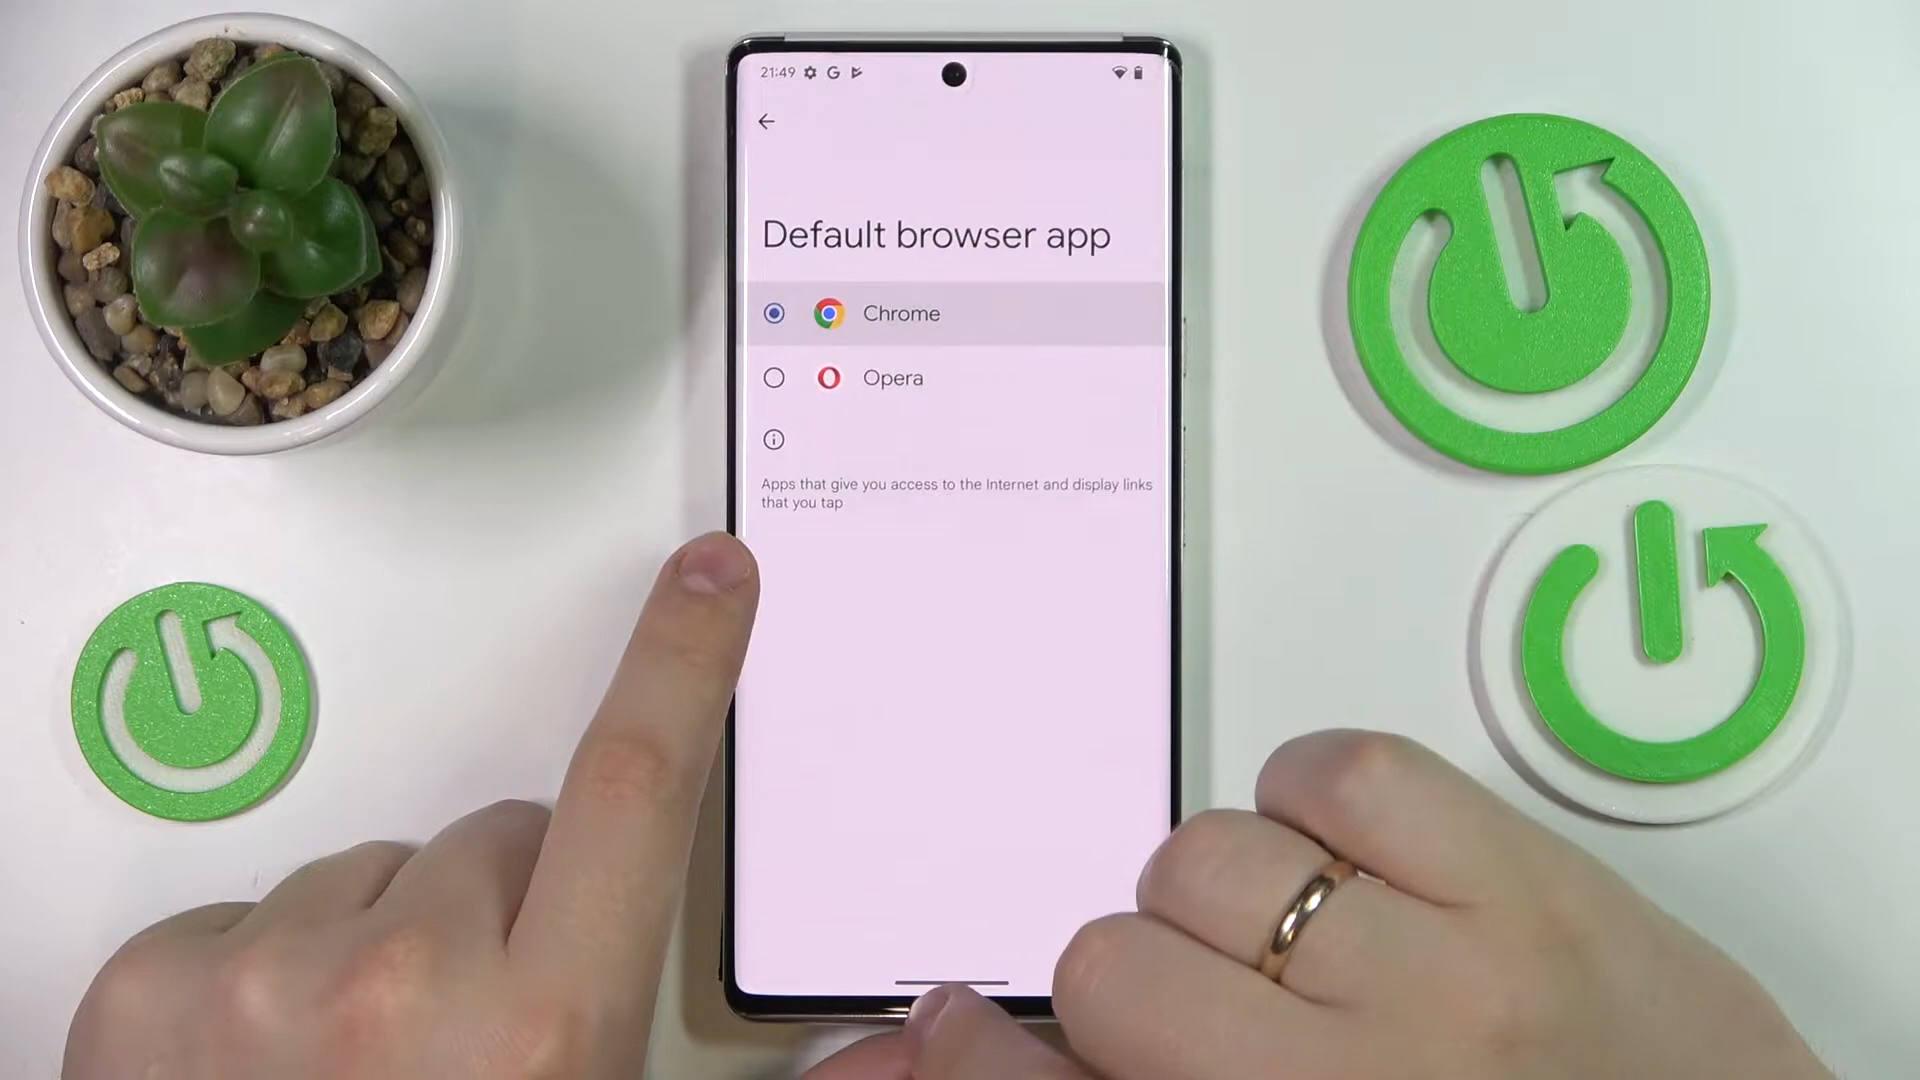 21:49
Default browser app
Chrome
Opera
Apps that give you access to the Internet and display links
that you tap